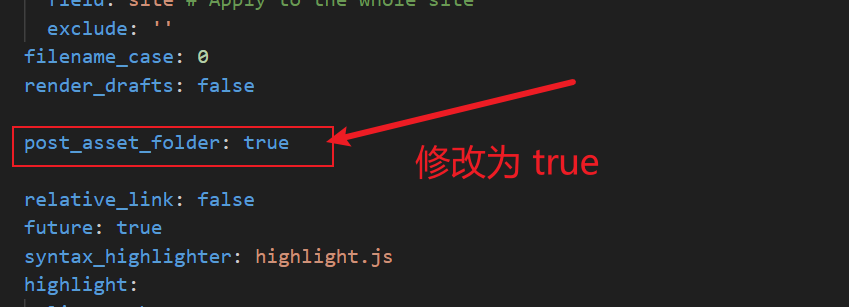 field: site # Apply to the whole site
exclude: ''
filename_case: 0
render_drafts: false
post_asset_folder: true
修改为 true
relative_link: false
future: true
syntax_highlighter: highlight.js
highlight: